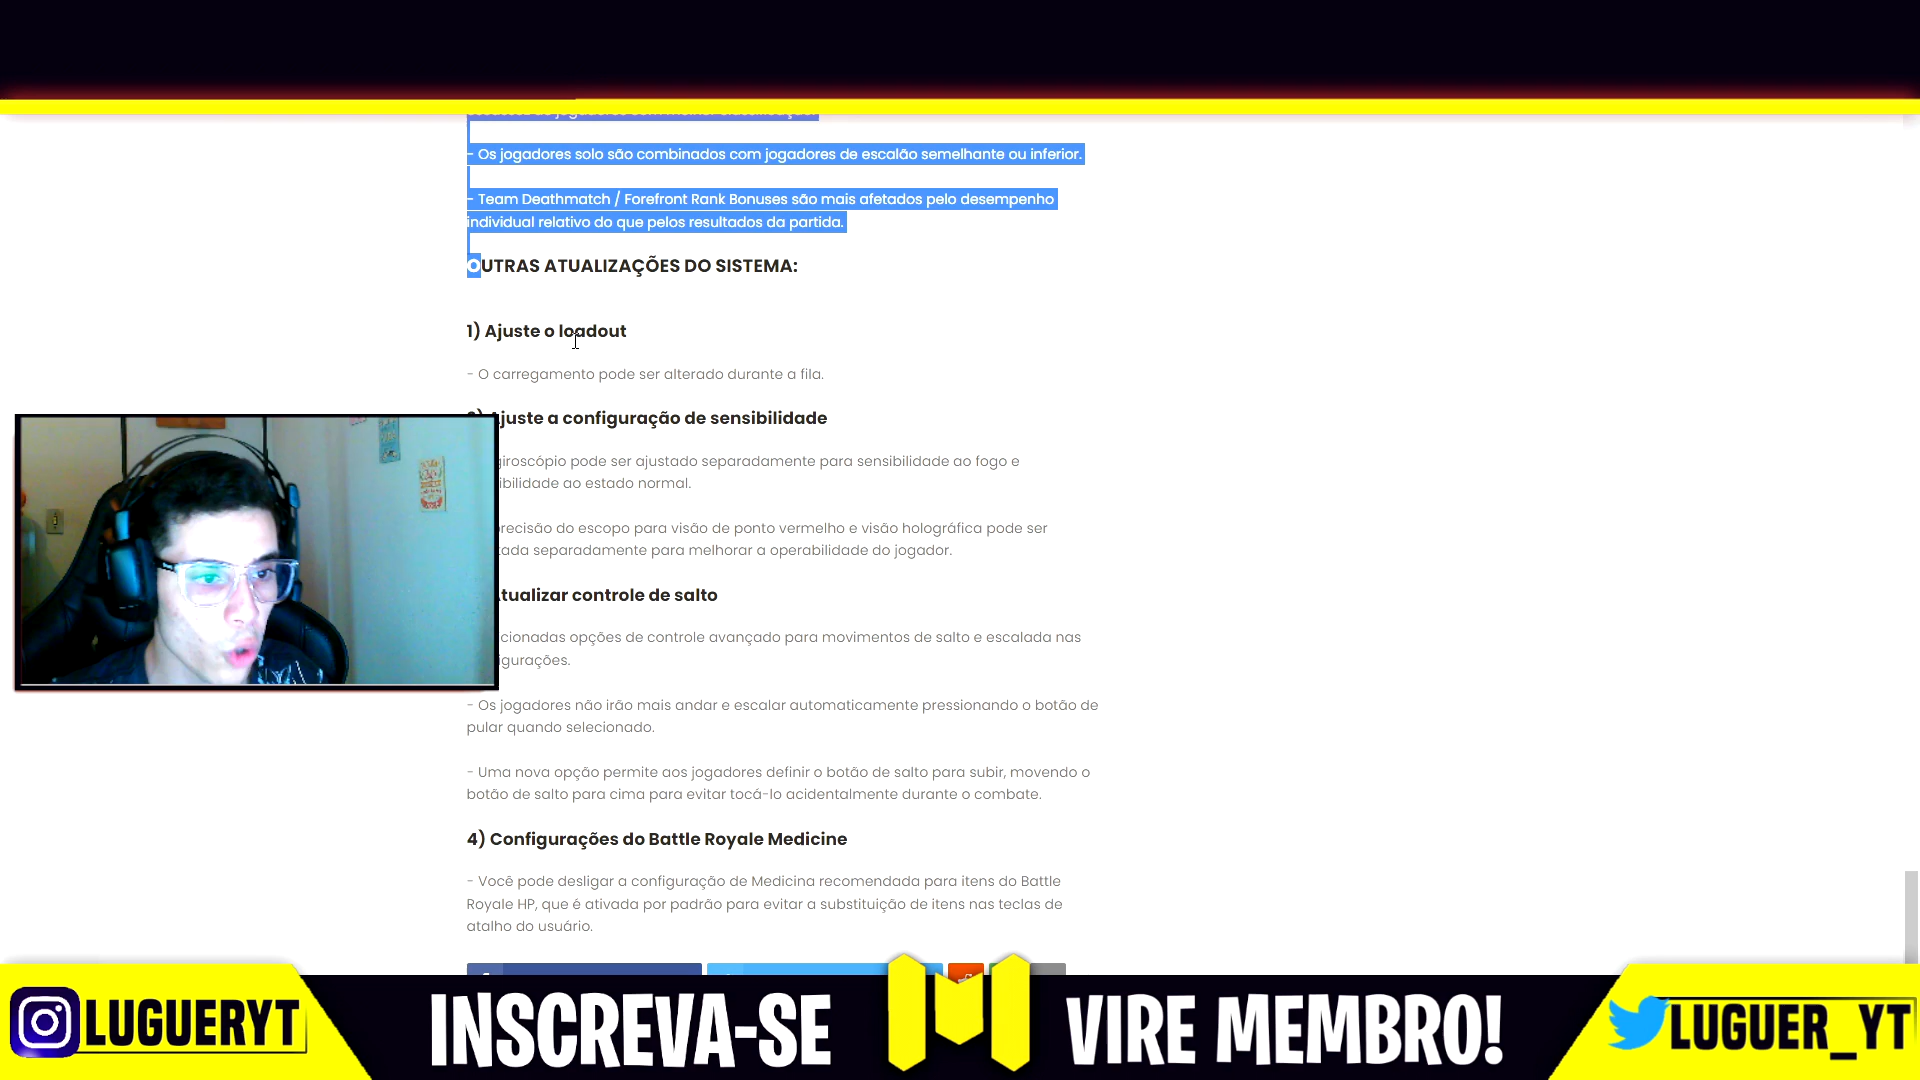 - Os jogadores solo são combinados com jogadores de escalão semelhante ou inferior.
- Team Deathmatch / Forefront Rank Bonuses são mais afetados pelo desempenho
individual relativo do que pelos resultados da partida.
OUTRAS ATUALIZAÇÕES DO SISTEMA:
1) Ajuste o loadout
- O carregamento pode ser alterado durante a fila.
Ajuste a configuração de sensibilidade
giroscópio pode ser ajustado separadamente para sensibilidade ao fogo e
ibilidade ao estado normal.
precisão do escopo para visão de ponto vermelho e visão holográfica pode ser
tada separadamente para melhorar a operabilidade do jogador.
Atualizar controle de salto
cionadas opções de controle avançado para movimentos de salto e escalada nas
igurações.
- Os jogadores não irão mais andar e escalar automaticamente pressionando o botão de
pular quando selecionado.
- Uma nova opção permite aos jogadores definir o botão de salto para subir, movendo o
botão de salto para cima para evitar tocá-lo acidentalmente durante o combate.
4) Configurações do Battle Royale Medicine
- Você pode desligar a configuração de Medicina recomendada para itens do Battle
Royale HP, que é ativada por padrão para evitar a substituição de itens nas teclas de
atalho do usuário.
LUGUERYT
INSCREVA-SE
VIRE MEMBRO!
LUGUER_YT